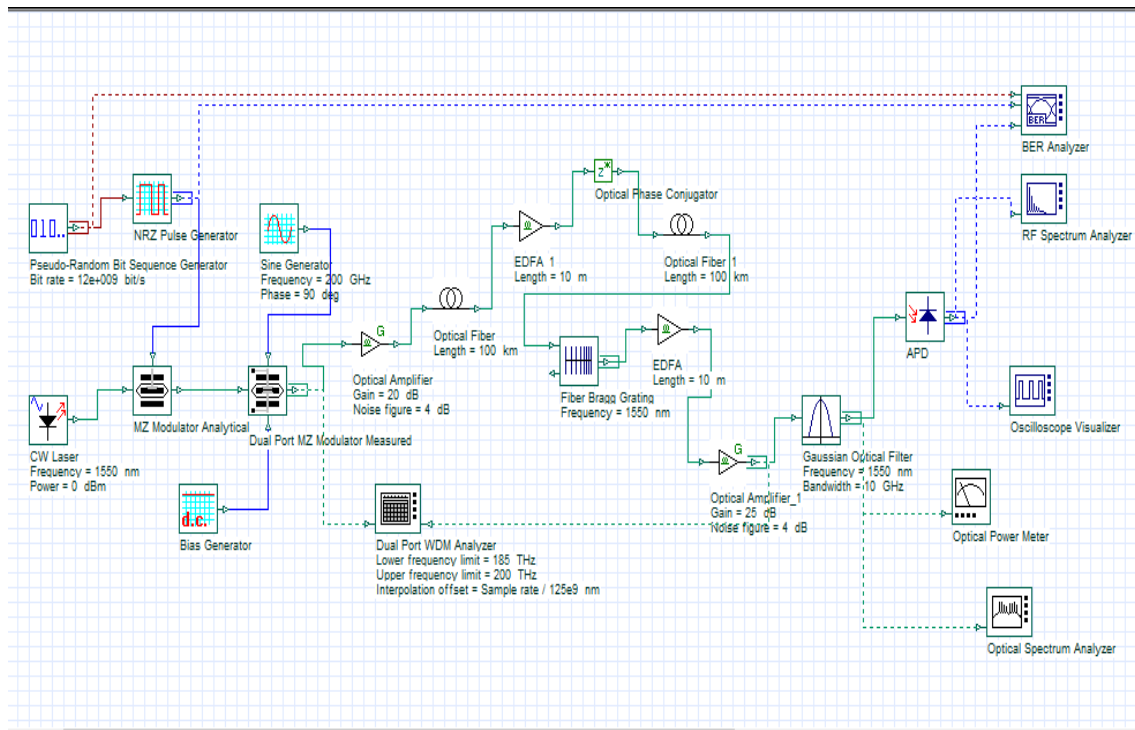 BER
BER Analyzer
Optical Phase Conjugator
010..
NRZ Pulse Generator
RF Spectrum Analyzer
Pseudo-Random Bit Sequence Generator
Bit rate = 12e+009 bit/s
Sine Generator
Frequency = 200 GHz
Phase = 90 deg
EDFA_1
Length = 10 m
Optical Fiber_1
Length = 100 km
Optical Fiber
Length = 100 km
G
APD
EDFA
Length = 10 m
Optical Amplifier
Gain = 20 dB
Noise figure = 4 dB
Fiber Bragg Grating
Frequency = 1550 nm
MZ Modulator Analytical
Dual Port MZ Modulator Measured
Oscilloscope Visualizer
CW Laser
Frequency = 1550 nm
Power = 0 dBm
G
Gaussian Optical Filter
Frequency = 1550 nm
Bandwidth = 10 GHz
Optical Amplifier_1
Gain = 25 dB
Noise figure = 4 dB
d.c.
Bias Generator
Optical Power Meter
Dual Port WDM Analyzer
Lower frequency limit = 185 THz
Upper frequency limit = 200 THz
Interpolation offset = Sample rate / 125e9 nm
Optical Spectrum Analyzer